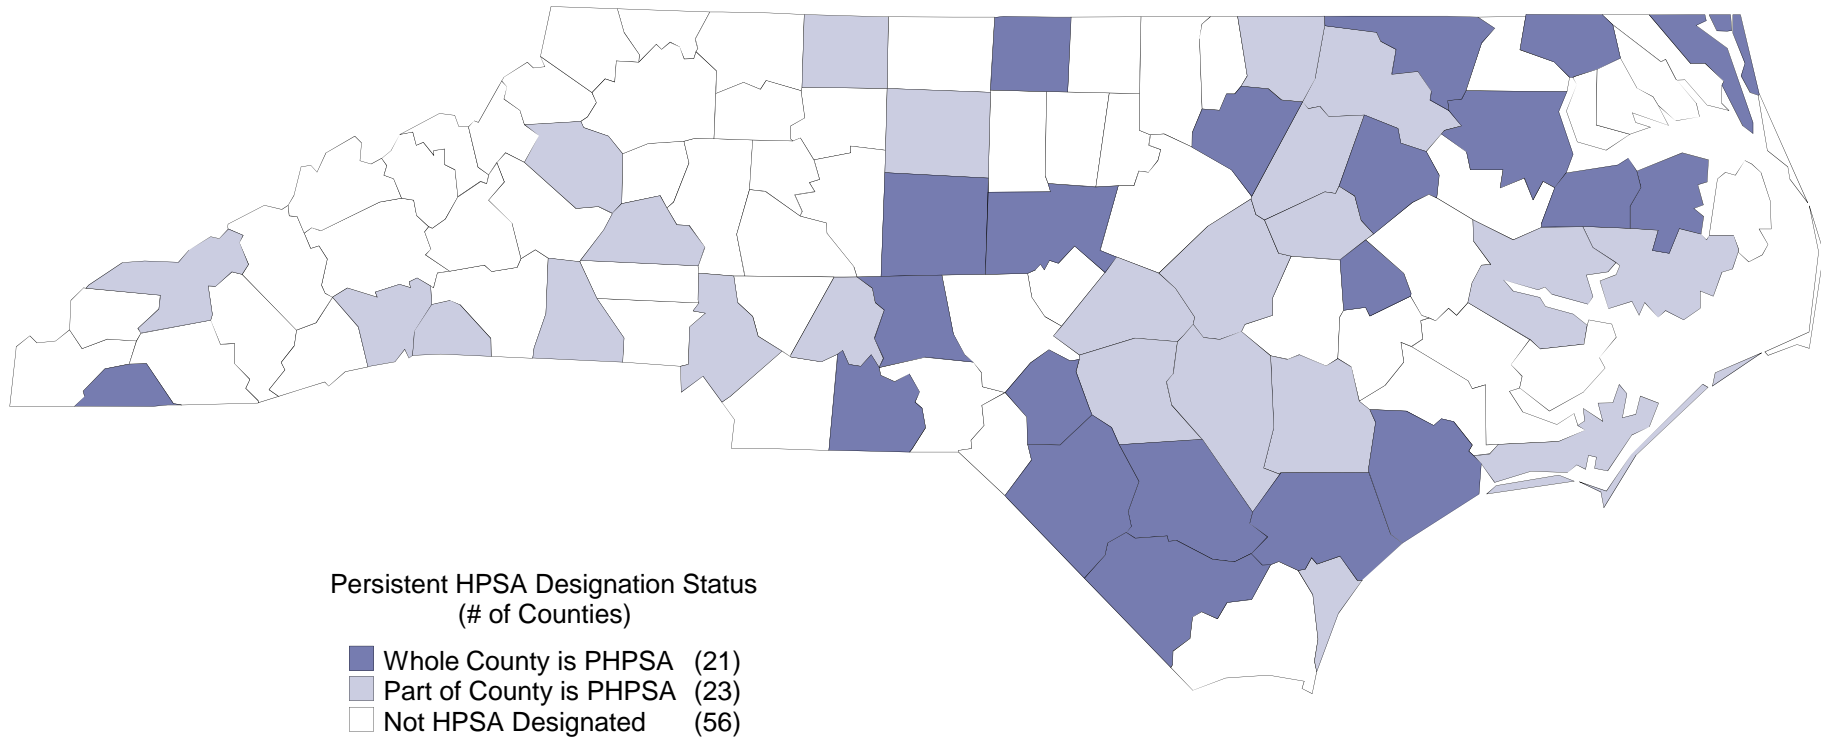 Persistent HPSA Designation Status
(# of Counties)
Whole County is PHPSA (21)
Part of County is PHPSA (23)
Not HPSA Designated (56)